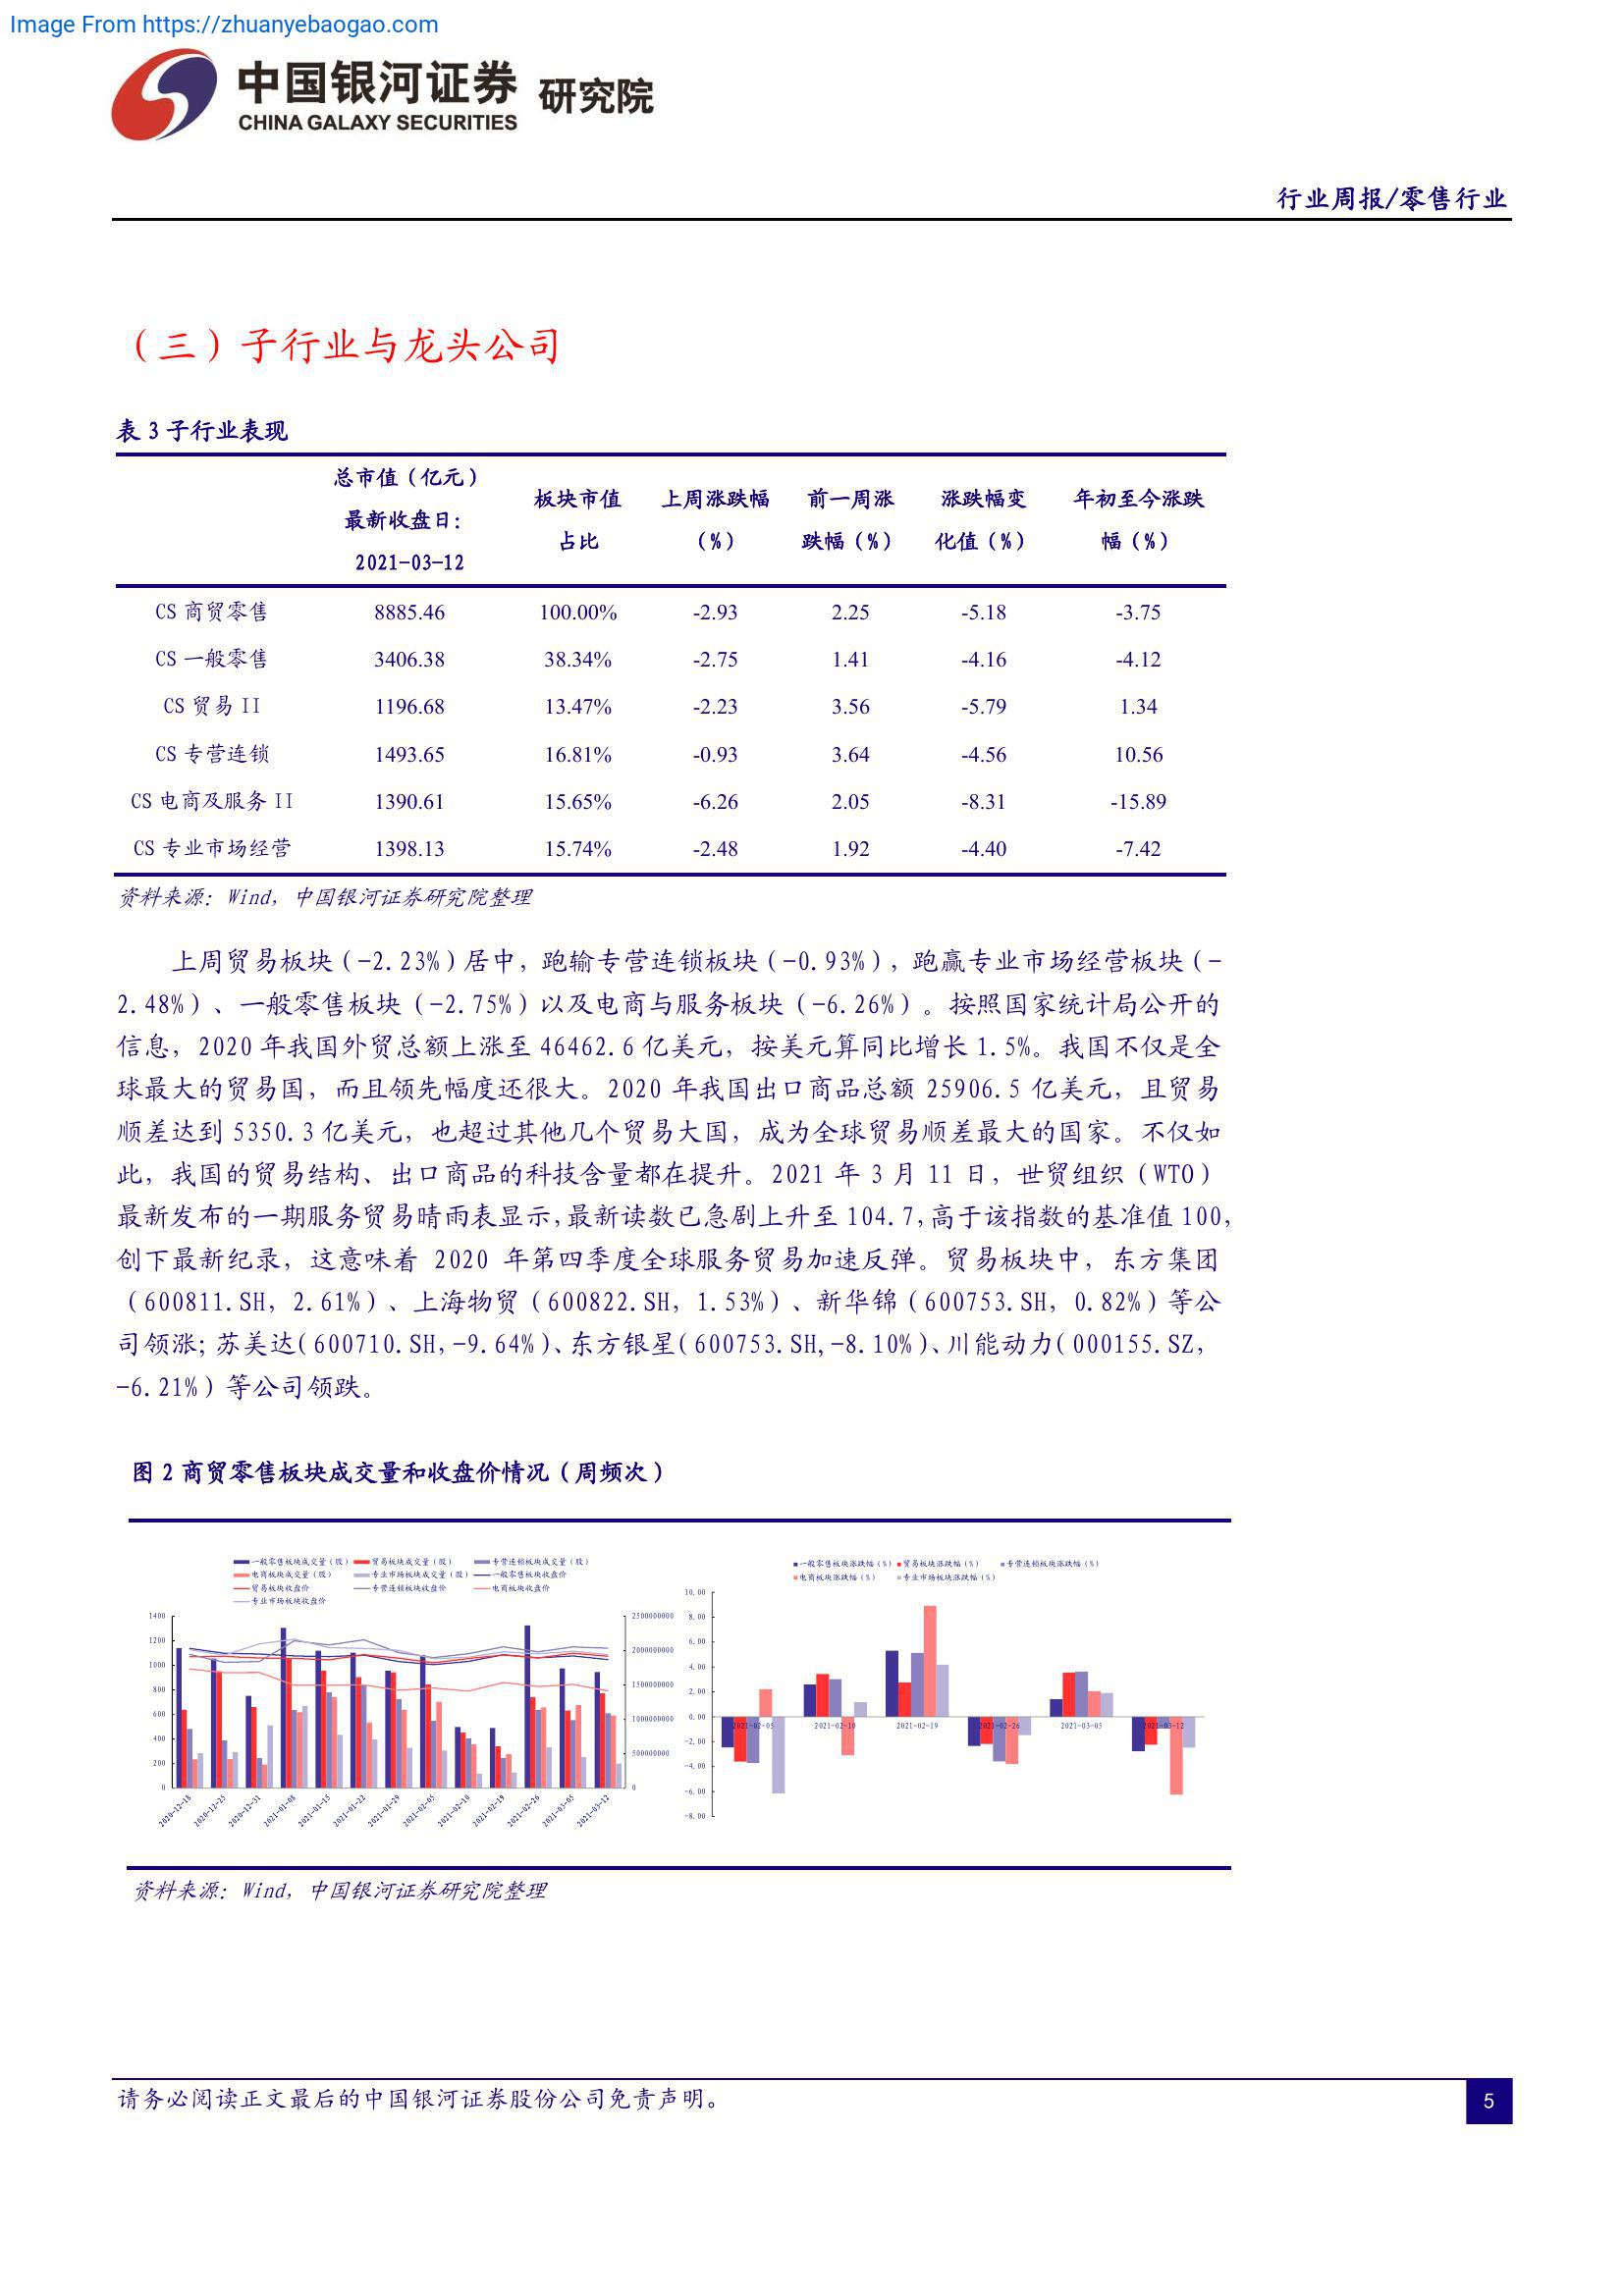 Image From https://zhuanyebaogao.com
中国银河证券 研究院
CHINA GALAXY SECURITIES
行业周报/零售行业
（三）子行业与龙头公司
表 3 子行业表现
总市值（亿元）
最新收盘日：
2021-03-12
板块市值
占比
上周涨跌幅
（%）
前一周涨
跌幅（%）
涨跌幅变
化值（%）
年初至今涨跌
幅（%）
CS 商贸零售 8885.46 100.00% -2.93 2.25 -5.18 -3.75
CS 一般零售 3406.38 38.34% -2.75 1.41 -4.16 -4.12
CS 贸易 II 1196.68 13.47% -2.23 3.56 -5.79 1.34
CS 专营连锁 1493.65 16.81% -0.93 3.64 -4.56 10.56
CS 电商及服务 II 1390.61 15.65% -6.26 2.05 -8.31 -15.89
CS 专业市场经营 1398.13 15.74% -2.48 1.92 -4.40 -7.42
资料来源：Wind，中国银河证券研究院整理
上周贸易板块（-2.23%）居中，跑输专营连锁板块（-0.93%），跑赢专业市场经营板块（-
2.48%）、一般零售板块（-2.75%）以及电商与服务板块（-6.26%）。按照国家统计局公开的
信息，2020 年我国外贸总额上涨至 46462.6 亿美元，按美元算同比增长 1.5%。我国不仅是全
球最大的贸易国，而且领先幅度还很大。2020 年我国出口商品总额 25906.5 亿美元，且贸易
顺差达到 5350.3 亿美元，也超过其他几个贸易大国，成为全球贸易顺差最大的国家。不仅如
此，我国的贸易结构、出口商品的科技含量都在提升。2021 年 3 月 11 日，世贸组织（WTO）
最新发布的一期服务贸易晴雨表显示，最新读数已急剧上升至 104.7，高于该指数的基准值 100，
创下最新纪录，这意味着 2020 年第四季度全球服务贸易加速反弹。贸易板块中，东方集团
（600811.SH，2.61%）、上海物贸（600822.SH，1.53%）、新华锦（600753.SH，0.82%）等公
司领涨；苏美达（600710.SH，-9.64%）、东方银星（600753.SH，-8.10%）、川能动力（000155.SZ，
-6.21%）等公司领跌。
图 2 商贸零售板块成交量和收盘价情况（周频次）
一般零售板块成交量（股） 贸易板块成交量（股） 专营连锁板块成交量（股）
电商板块成交量（股） 专业市场板块成交量（股） 一般零售板块收盘价
贸易板块收盘价 专营连锁板块收盘价 电商板块收盘价
专业市场板块收盘价
1400
1200
1000
800
600
400
200
0
2500000000
2000000000
1500000000
1000000000
500000000
0
2020-12-18 2020-12-25 2020-12-31 2021-01-08 2021-01-15 2021-01-22 2021-01-29 2021-02-05 2021-02-10 2021-02-19 2021-02-26 2021-03-05 2021-03-12
一般零售板块涨跌幅（%） 贸易板块涨跌幅（%） 专营连锁板块涨跌幅（%）
电商板块涨跌幅（%） 专业市场板块涨跌幅（%）
10.00
8.00
6.00
4.00
2.00
0.00
-2.00
-4.00
-6.00
-8.00
2021-02-05 2021-02-10 2021-02-19 2021-02-26 2021-03-05 2021-03-12
资料来源：Wind，中国银河证券研究院整理
请务必阅读正文最后的中国银河证券股份公司免责声明。
5